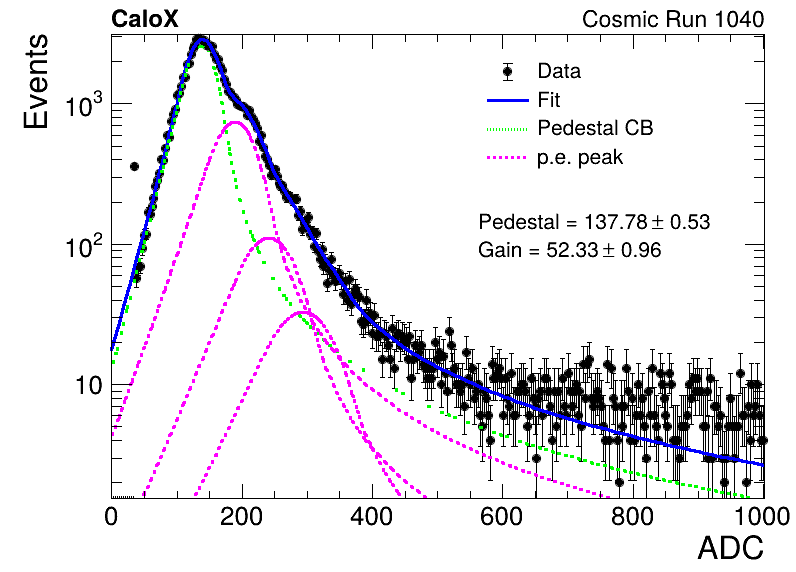 CaloX Cosmic Run 1040
Events
Data
Fit
Pedestal CB
p.e. peak
Pedestal = 137.78 ± 0.53
Gain = 52.33 ± 0.96
10³
10²
10
0 200 400 600 800 1000
ADC